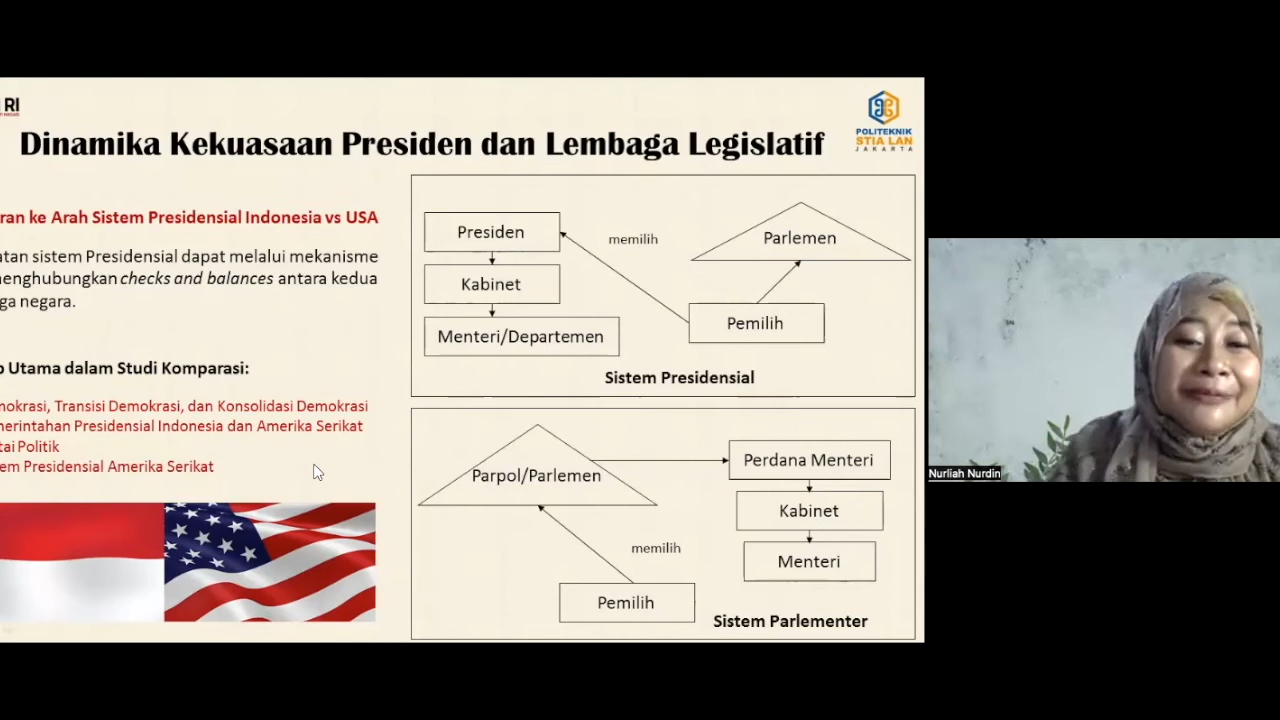 RI
POLITEKNIK
STIA LAN
JAKARTA
Dinamika Kekuasaan Presiden dan Lembaga Legislatif
ran ke Arah Sistem Presidensial Indonesia vs USA
atan sistem Presidensial dapat melalui mekanisme
menghubungkan checks and balances antara kedua
ga negara.
Utama dalam Studi Komparasi:
mokrasi, Transisi Demokrasi, dan Konsolidasi Demokrasi
merintahan Presidensial Indonesia dan Amerika Serikat
tai Politik
tem Presidensial Amerika Serikat
Presiden
memilih
Parlemen
Kabinet
Pemilih
Menteri/Departemen
Sistem Presidensial
Parpol/Parlemen
Perdana Menteri
Kabinet
memilih
Menteri
Pemilih
Sistem Parlementer
Nurliah Nurdin